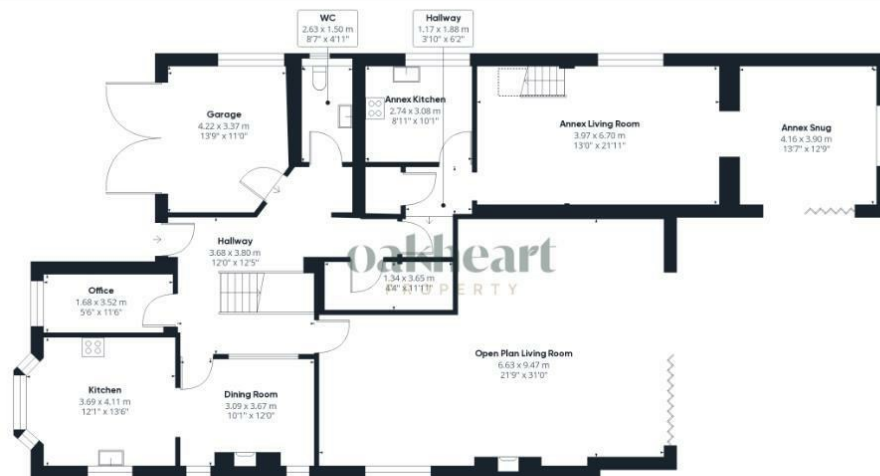 WC
2.63 x 1.50 m
8'7" x 4'11"
Hallway
1.17 x 1.88 m
3'10" x 6'2"
Garage
4.22 x 3.37 m
13'9" x 11'0"
Annex Kitchen
2.74 x 3.08 m
8'11" x 10'1"
Annex Living Room
3.97 x 6.70 m
13'0" x 21'11"
Annex Snug
4.16 x 3.90 m
13'7" x 12'9"
Hallway
3.68 x 3.80 m
12'0" x 12'5"
oakheart
PROPERTY
1.34 x 3.65 m
4'4" x 11'11"
Office
1.68 x 3.52 m
5'6" x 11'6"
Open Plan Living Room
6.63 x 9.47 m
21'9" x 31'0"
Kitchen
3.69 x 4.11 m
12'1" x 13'6"
Dining Room
3.09 x 3.67 m
10'1" x 12'0"